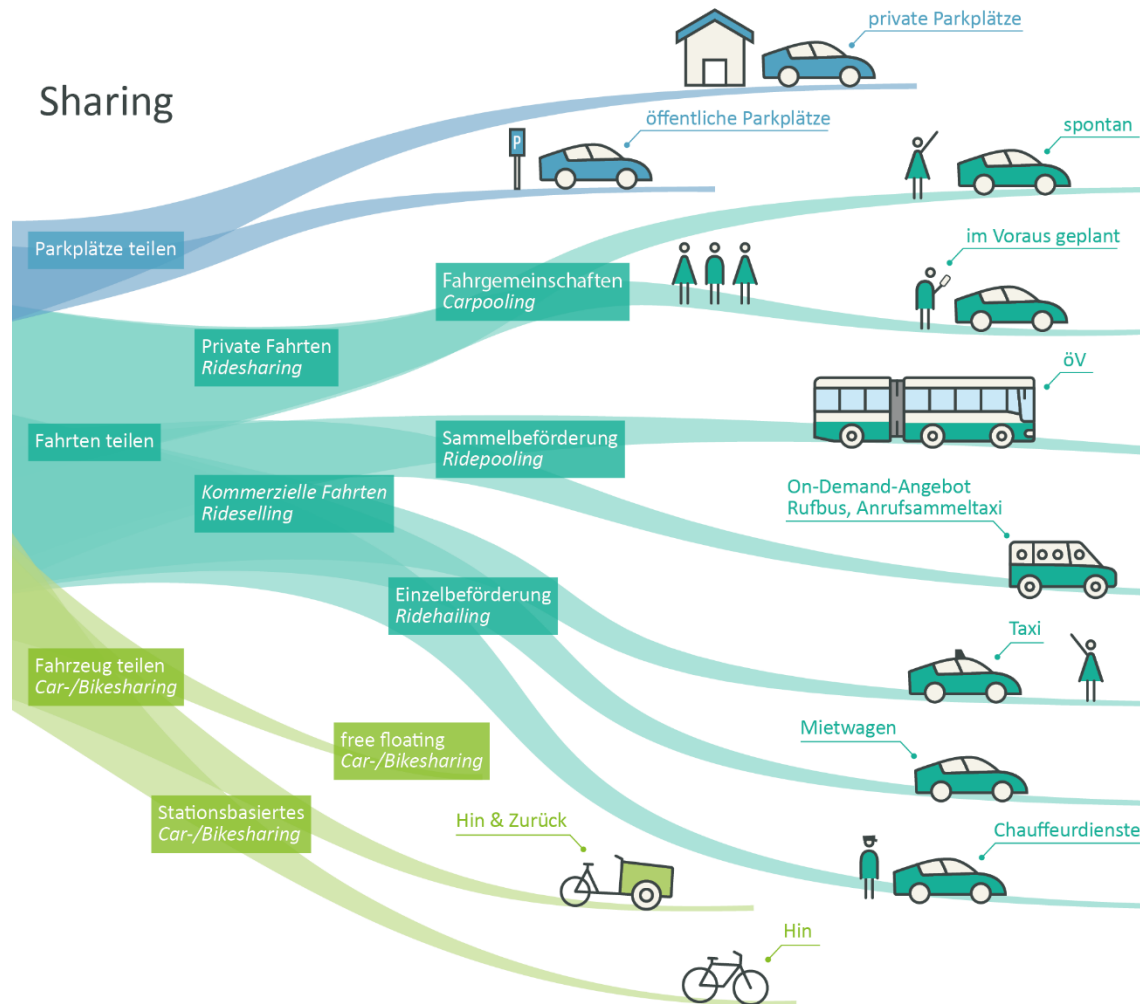 Sharing
private Parkplätze
öffentliche Parkplätze
P
spontan
Parkplätze teilen
im Voraus geplant
Fahrgemeinschaften
Carpooling
Private Fahrten
Ridesharing
öV
Fahrten teilen
Sammelbeförderung
Ridepooling
Kommerzielle Fahrten
Rideselling
On-Demand-Angebot
Rufbus, Anrufsammeltaxi
Einzelbeförderung
Ridehailing
Taxi
Fahrzeug teilen
Car-/Bikesharing
free floating
Car-/Bikesharing
Mietwagen
Stationsbasiertes
Car-/Bikesharing
Hin & Zurück
Chauffeurdienste
Hin